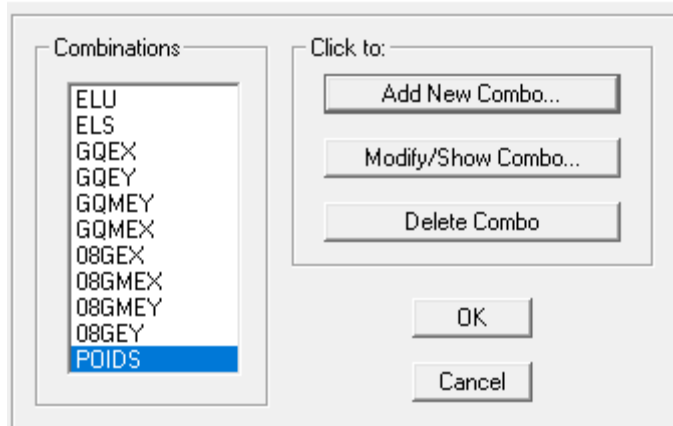 Combinations
ELU
ELS
GQEX
GQEY
GQMEY
GQMEX
08GEX
08GMEX
08GMEY
08GEY
POIDS
Click to:
Add New Combo...
Modify/Show Combo...
Delete Combo
OK
Cancel